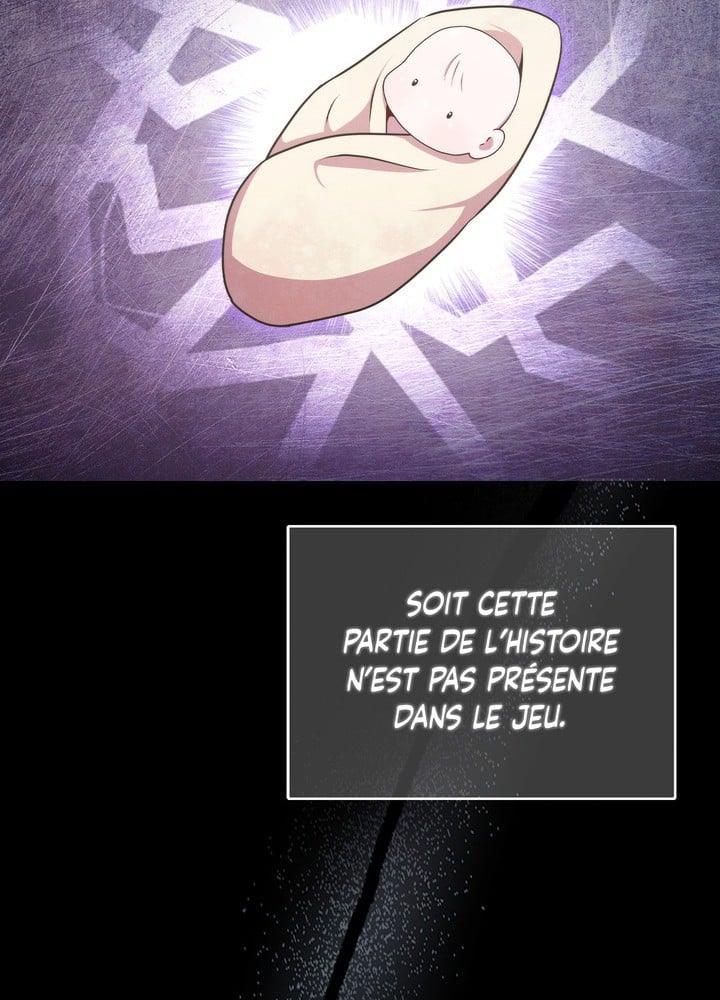 SOIT CETTE
PARTIE DE L'HISTOIRE
N'EST PAS PRÉSENTE
DANS LE JEU.